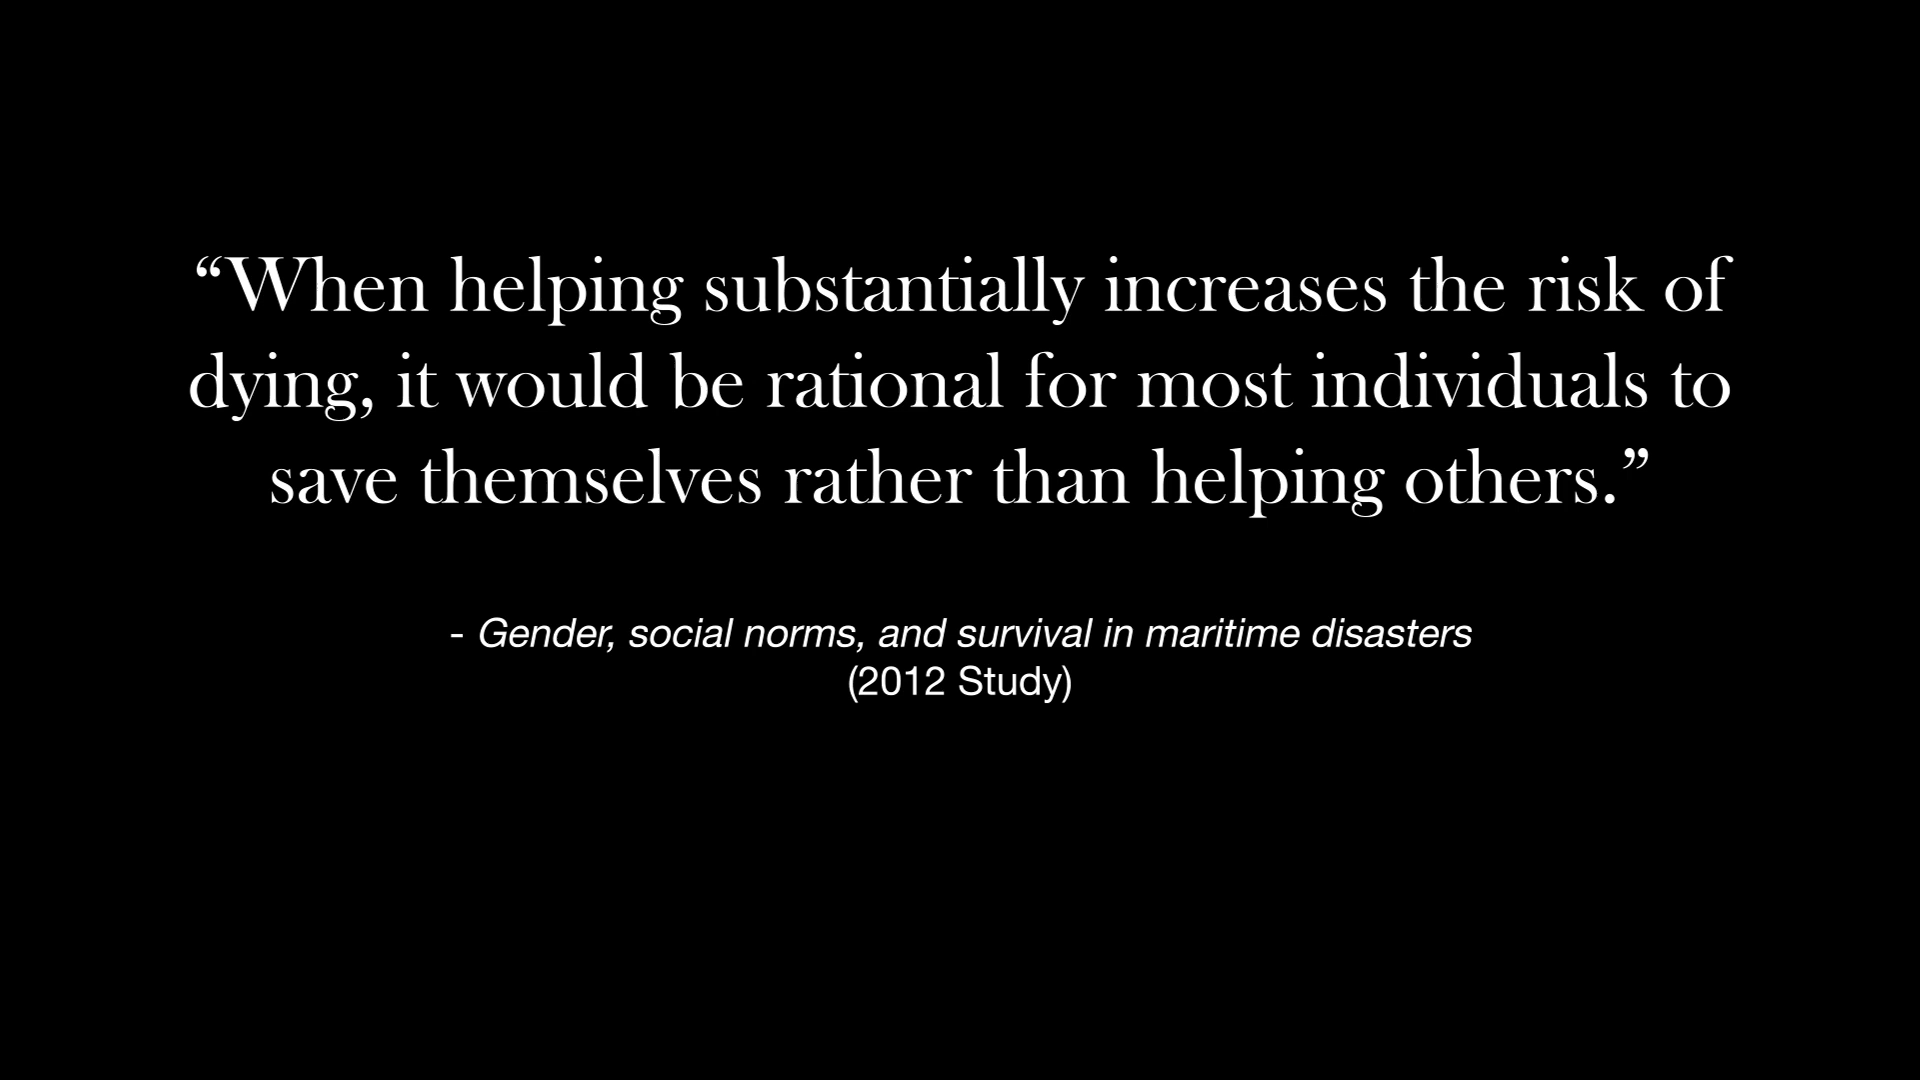 “When helping substantially increases the risk of
dying, it would be rational for most individuals to
save themselves rather than helping others.”
- Gender, social norms, and survival in maritime disasters
(2012 Study)